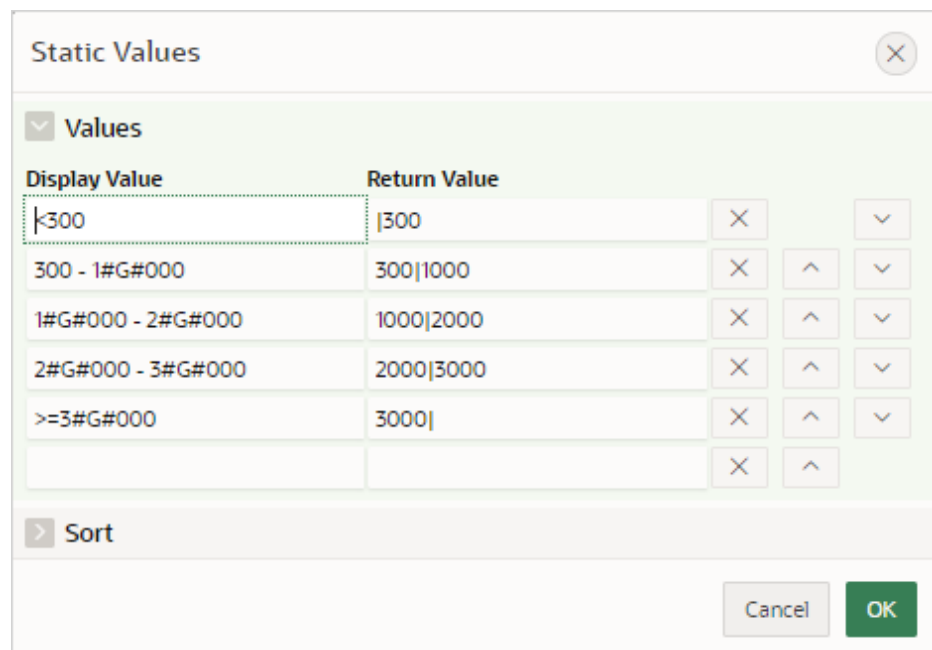 Static Values
Values
Display Value Return Value
<300 |300
300 - 1#G#000 300|1000
1#G#000 - 2#G#000 1000|2000
2#G#000 - 3#G#000 2000|3000
>=3#G#000 3000|
Sort
Cancel OK